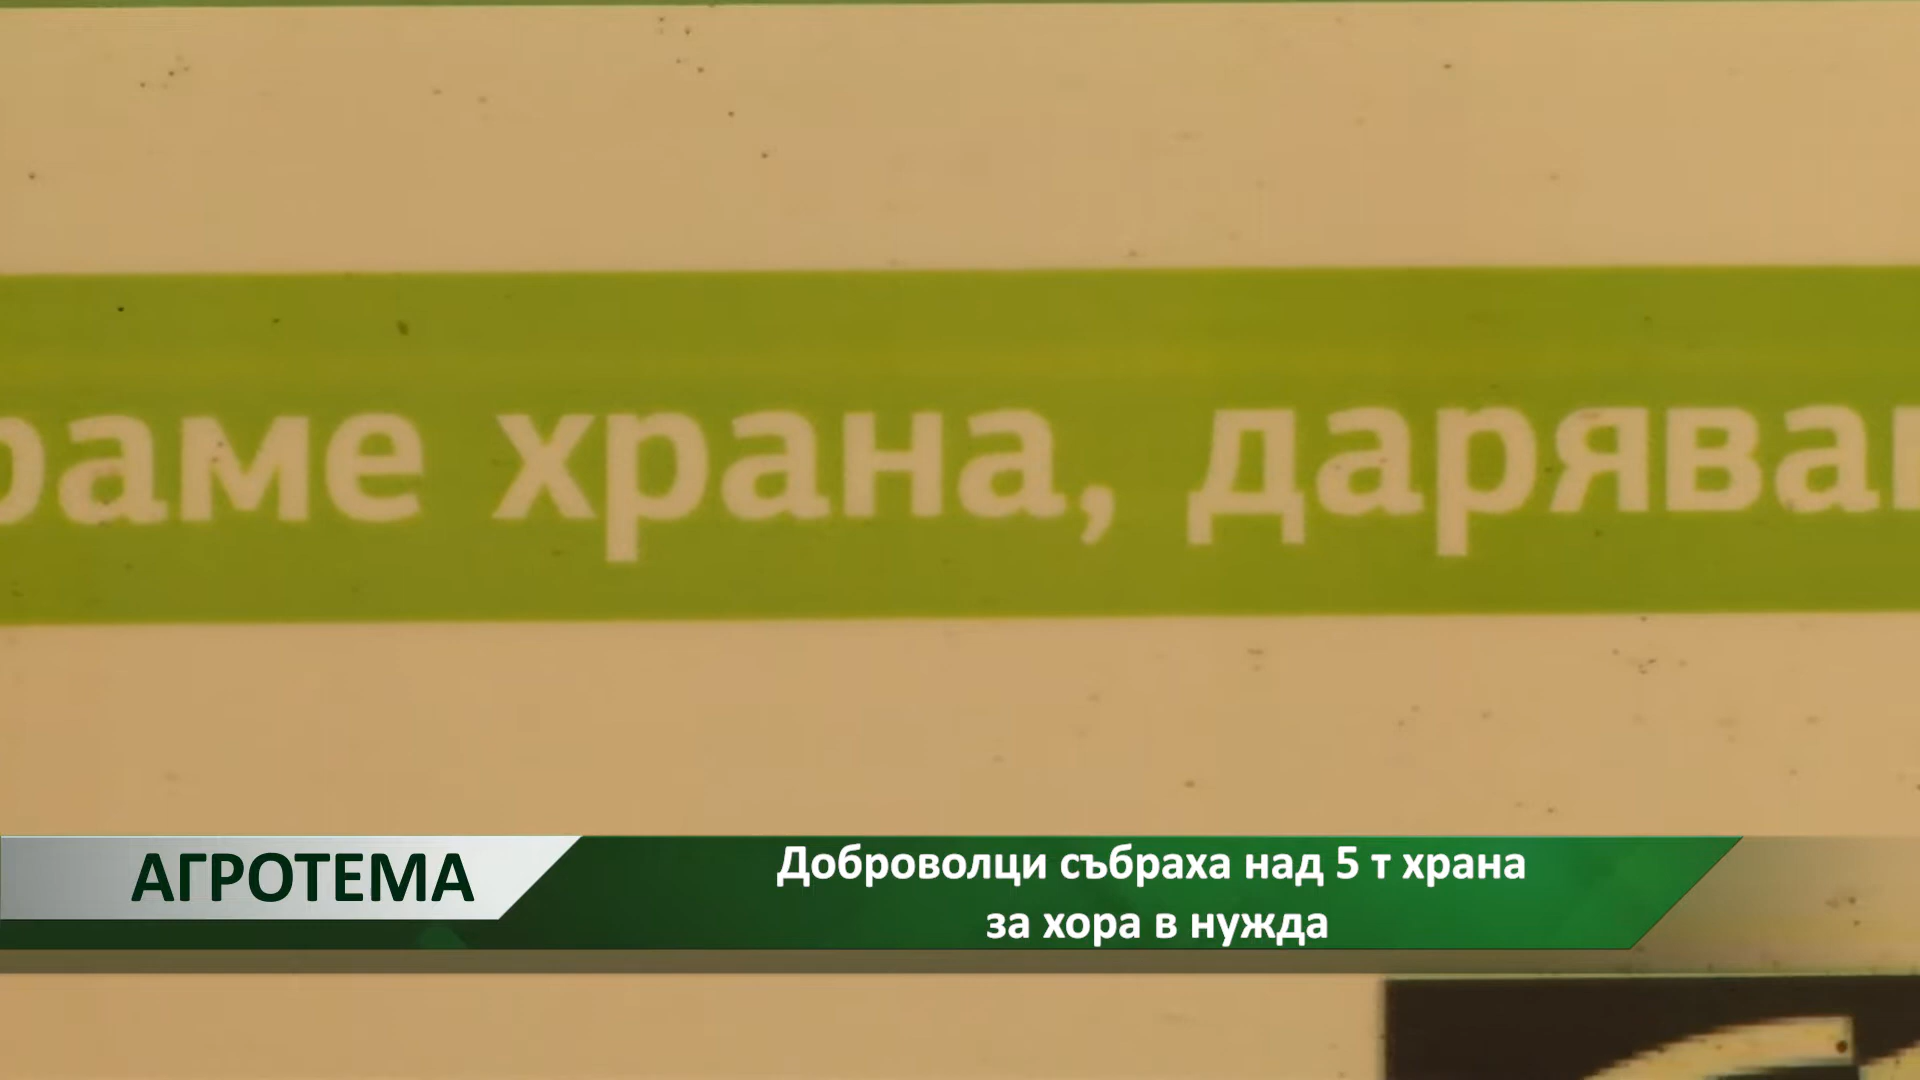 раме храна, дарява
АГРОТЕМА
Доброволци събраха над 5 т храна
за хора в нужда